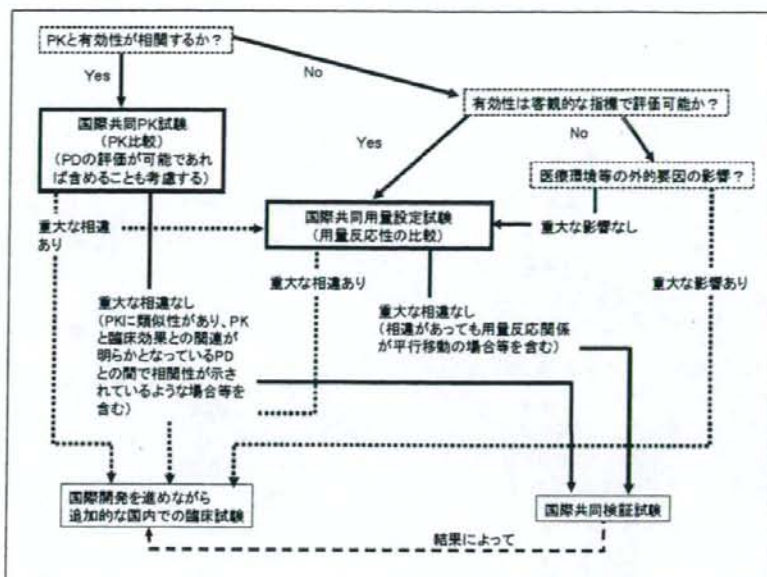 PKと有効性が相関するか？
Yes
No
有効性は客観的な指標で評価可能か？
国際共同PK試験
（PK比較）
（PDの評価が可能であれ
ば含めることも考慮する）
Yes
No
医療環境等の外的要因の影響？
重大な相違
あり
国際共同用量設定試験
（用量反応性の比較）
重大な影響なし
重大な相違あり
重大な影響あり
重大な相違なし
（PKに類似性があり、PK
と臨床効果との関連が
明らかとなっているPD
との間で相関性が示さ
れているような場合等を
含む）
重大な相違なし
（相違があっても用量反応関係
が平行移動の場合等を含む）
国際開発を進めながら
追加的な国内での臨床試験
国際共同検証試験
結果によって